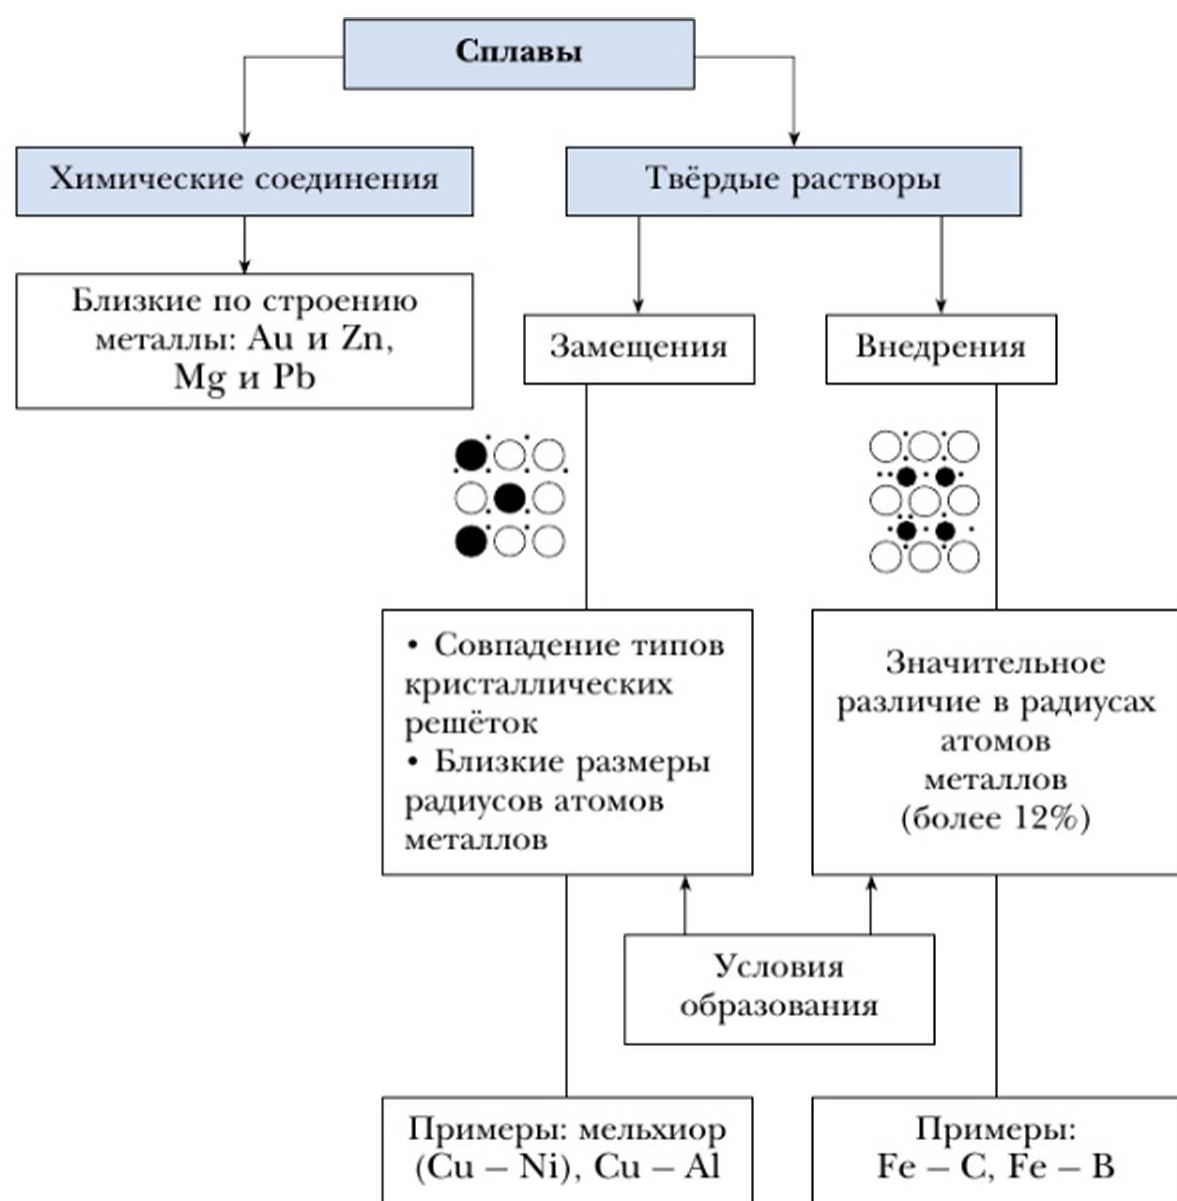 Сплавы
Химические соединения
Твёрдые растворы
Близкие по строению
металлы: Au и Zn,
Mg и Pb
Замещения
Внедрения
• Совпадение типов
кристаллических
решёток
• Близкие размеры
радиусов атомов
металлов
Значительное
различие в радиусах
атомов
металлов
(более 12%)
Условия
образования
Примеры: мельхиор
(Cu – Ni), Cu – Al
Примеры:
Fe – C, Fe – B